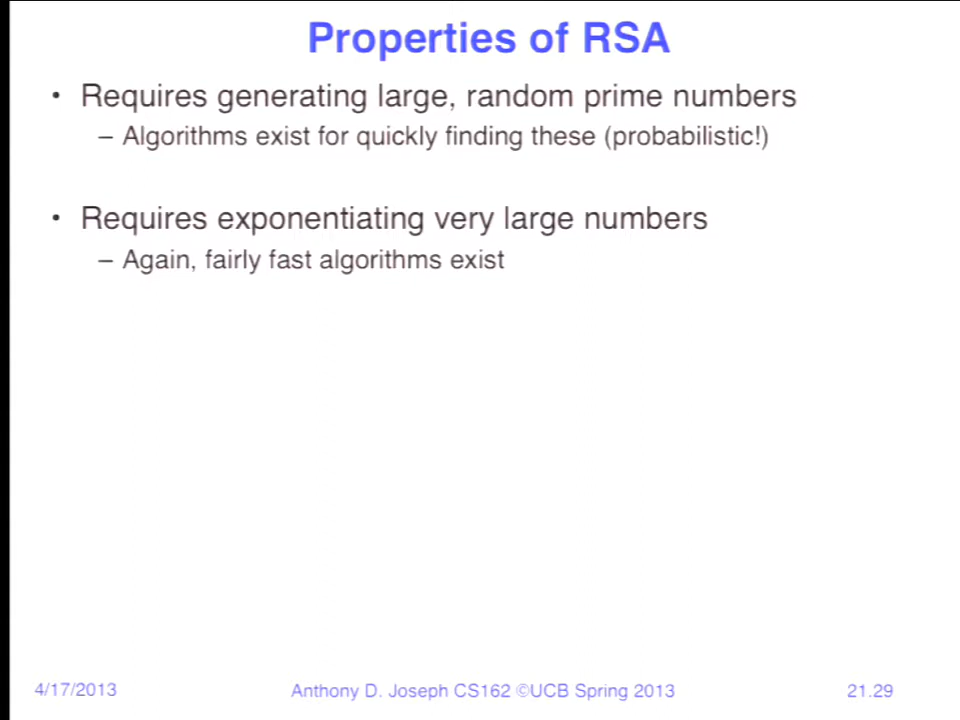 Properties of RSA
• Requires generating large, random prime numbers
– Algorithms exist for quickly finding these (probabilistic!)
• Requires exponentiating very large numbers
– Again, fairly fast algorithms exist
4/17/2013 Anthony D. Joseph CS162 ©UCB Spring 2013 21.29